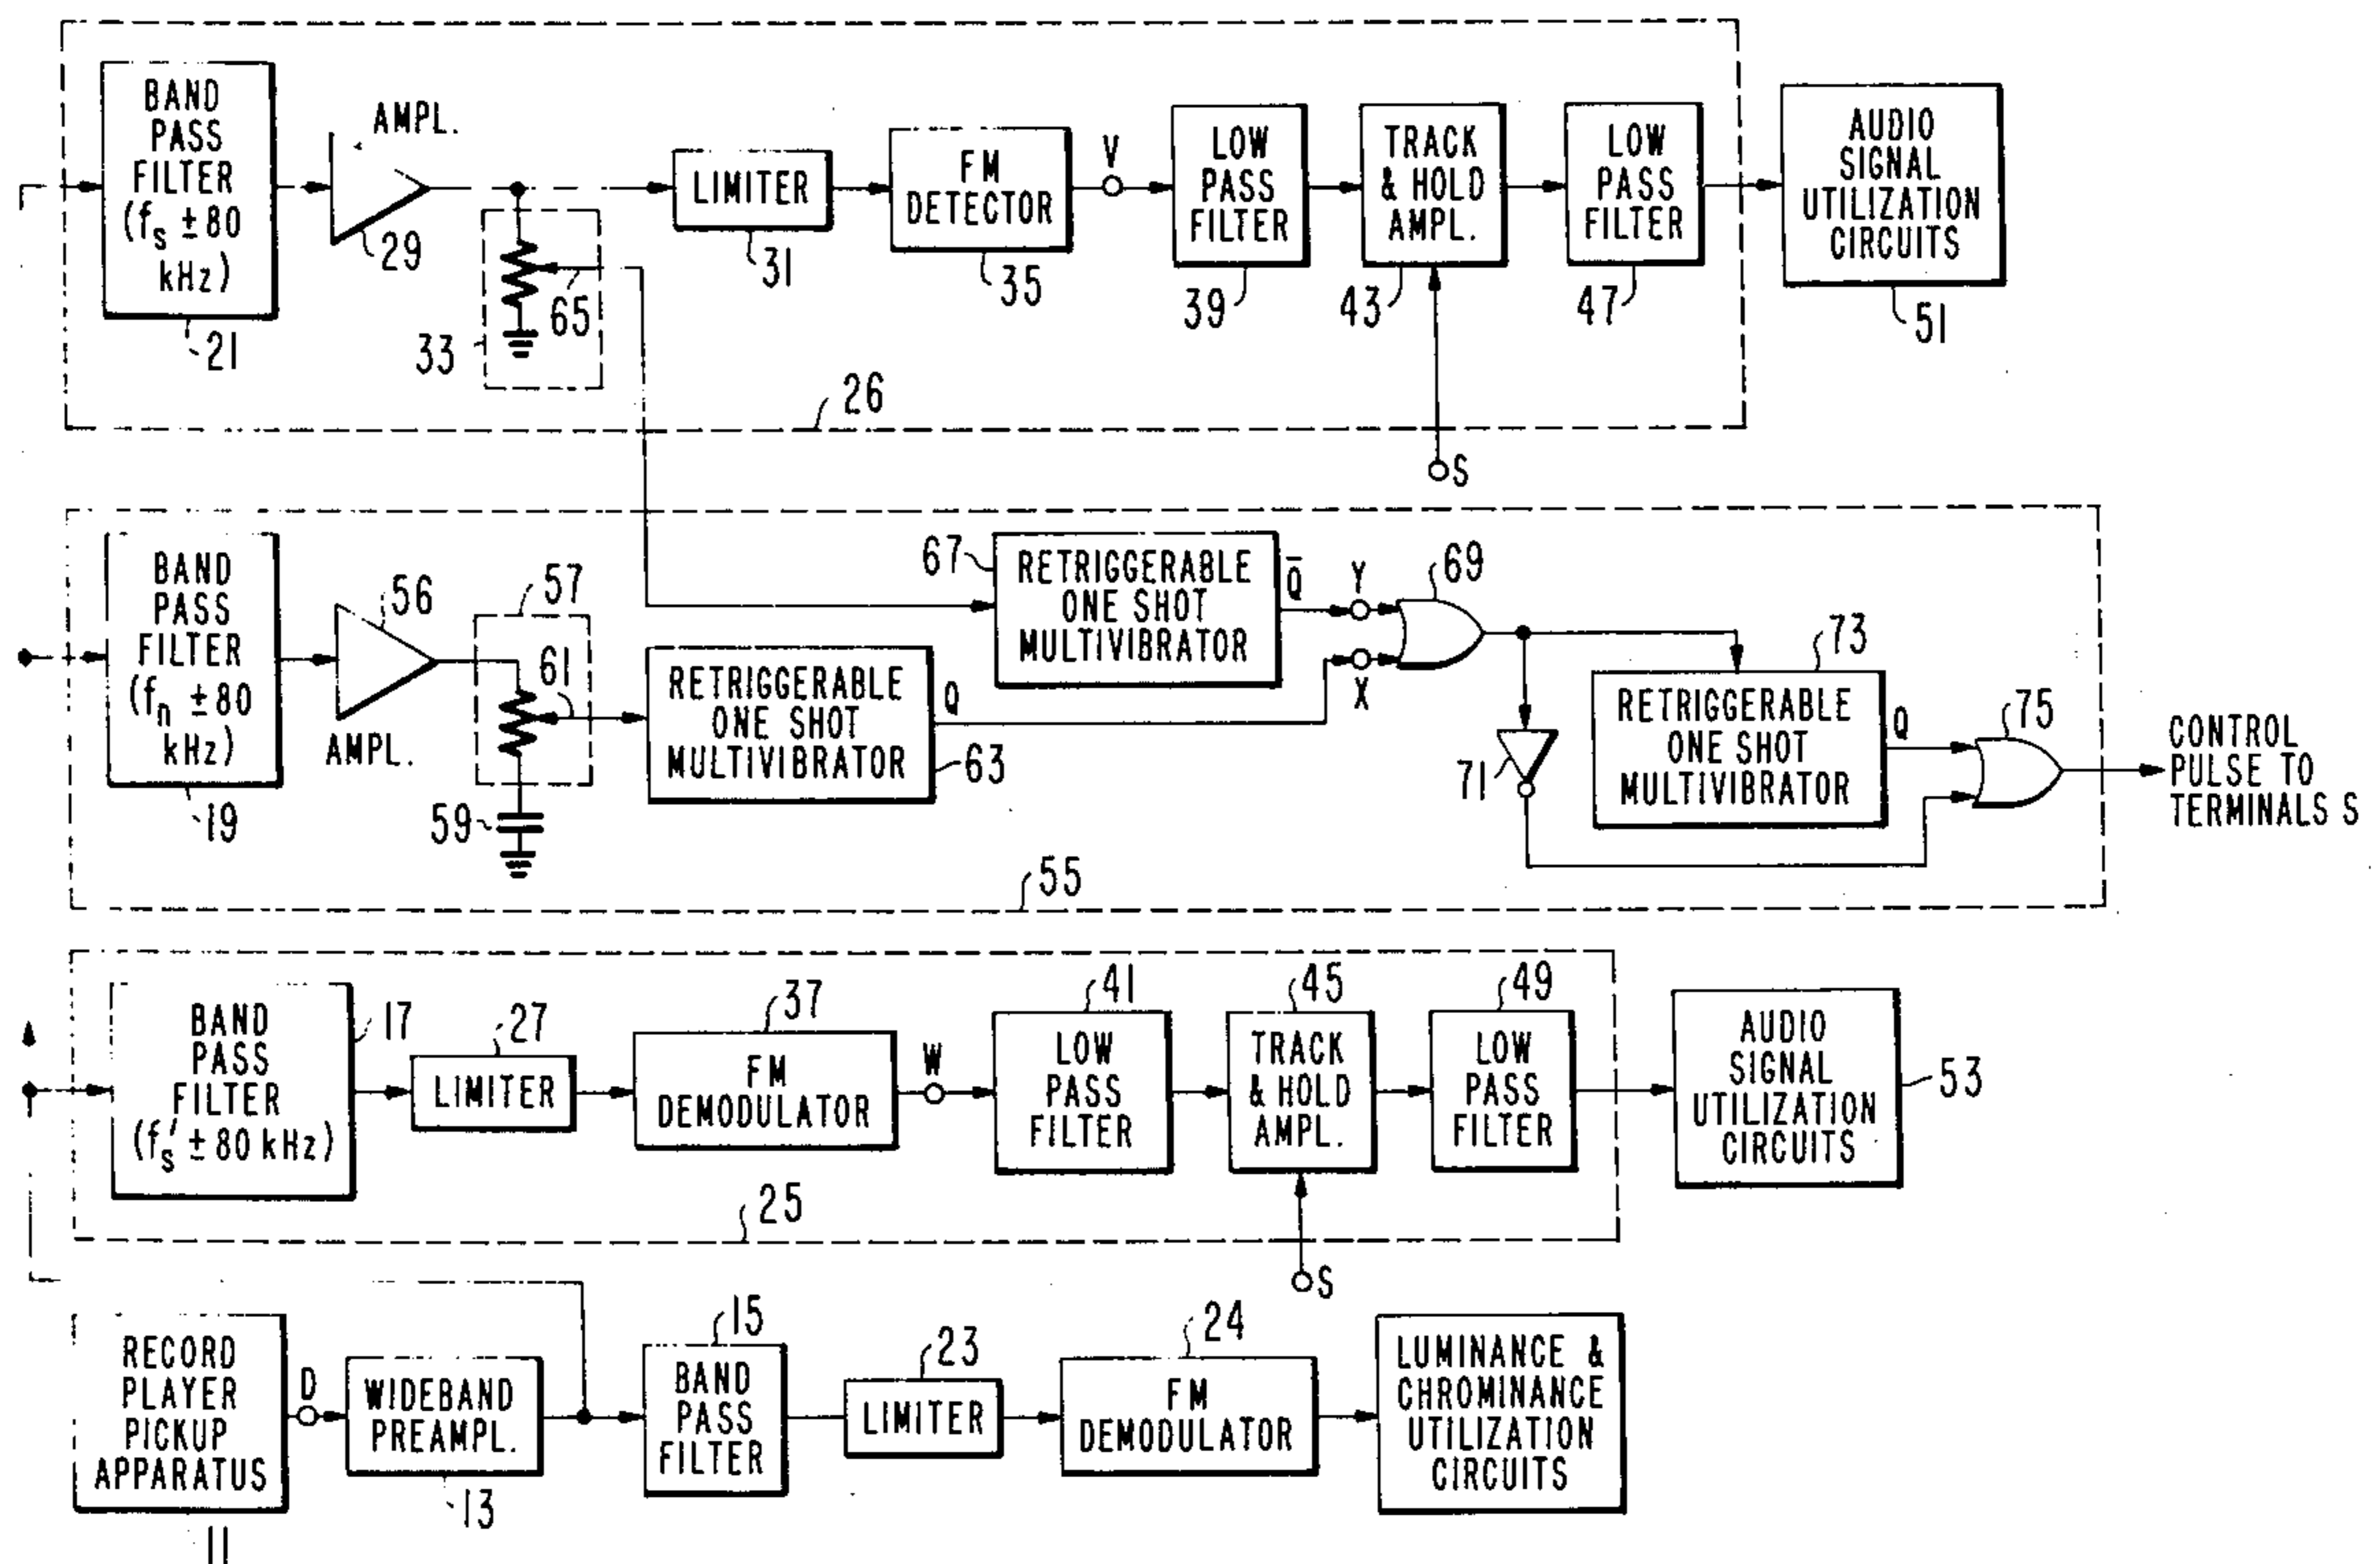 BAND
PASS
FILTER
(fs ±80
kHz)
21
AMPL.
29
33
65
LIMITER
31
FM
DETECTOR
35
V
LOW
PASS
FILTER
39
TRACK
& HOLD
AMPL.
43
LOW
PASS
FILTER
47
AUDIO
SIGNAL
UTILIZATION
CIRCUITS
51
26
S
BAND
PASS
FILTER
(fn ±80
kHz)
19
56
AMPL.
57
61
59
RETRIGGERABLE
ONE SHOT
MULTIVIBRATOR
63
Q
67
RETRIGGERABLE
ONE SHOT
MULTIVIBRATOR
Q̅
Y
X
69
71
73
RETRIGGERABLE
ONE SHOT
MULTIVIBRATOR
Q
75
CONTROL
PULSE TO
TERMINALS S
55
BAND
PASS
FILTER
(fs' ±80 kHz)
17
27
LIMITER
37
FM
DEMODULATOR
W
41
LOW
PASS
FILTER
45
TRACK
& HOLD
AMPL.
49
LOW
PASS
FILTER
AUDIO
SIGNAL
UTILIZATION
CIRCUITS
53
25
S
RECORD
PLAYER
PICKUP
APPARATUS
11
D
WIDEBAND
PREAMPL.
13
15
BAND
PASS
FILTER
23
LIMITER
24
FM
DEMODULATOR
LUMINANCE &
CHROMINANCE
UTILIZATION
CIRCUITS